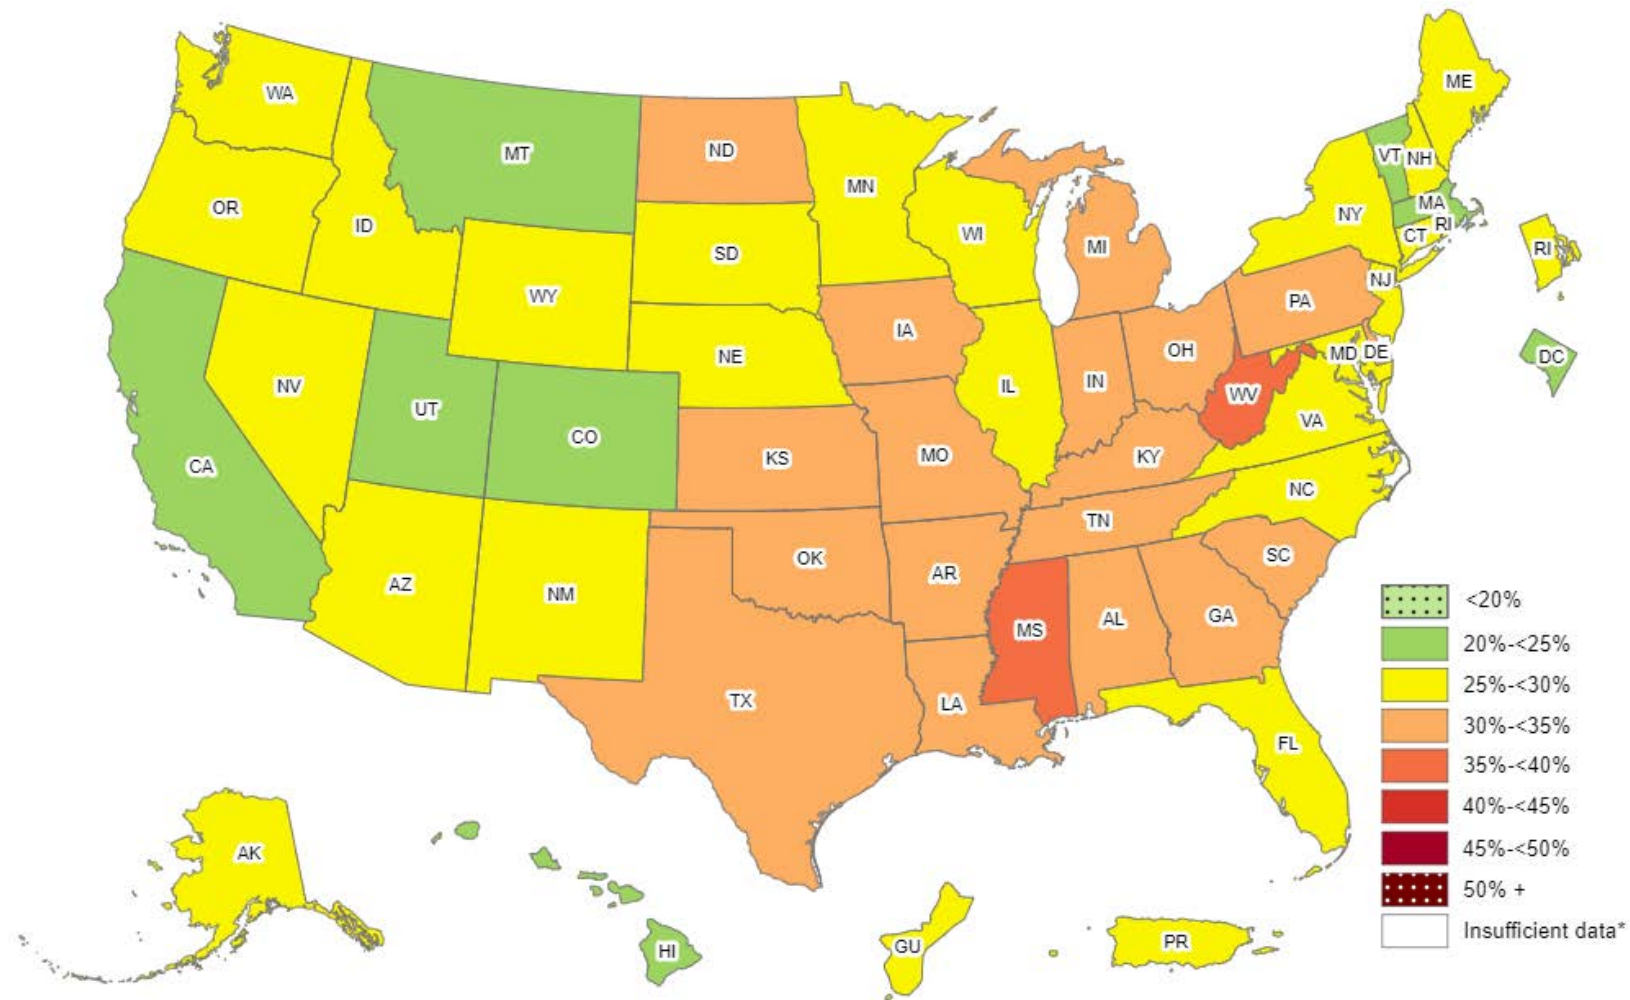 WA
MT
ND
MN
OR
ID
SD
WI
MI
ME
VT
NH
MA
NY
RI
CT
RI
WY
NJ
PA
IA
NE
OH
MD
DE
DC
NV
UT
CO
IL
IN
WV
VA
CA
KS
MO
KY
NC
TN
AZ
NM
OK
AR
SC
MS
AL
GA
TX
LA
FL
AK
HI
GU
PR
<20%
20%-<25%
25%-<30%
30%-<35%
35%-<40%
40%-<45%
45%-<50%
50% +
Insufficient data*